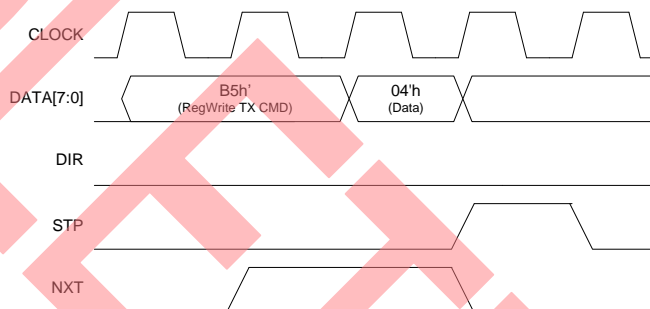 CLOCK
DATA[7:0]
B5h'
(RegWrite TX CMD)
04'h
(Data)
DIR
STP
NXT